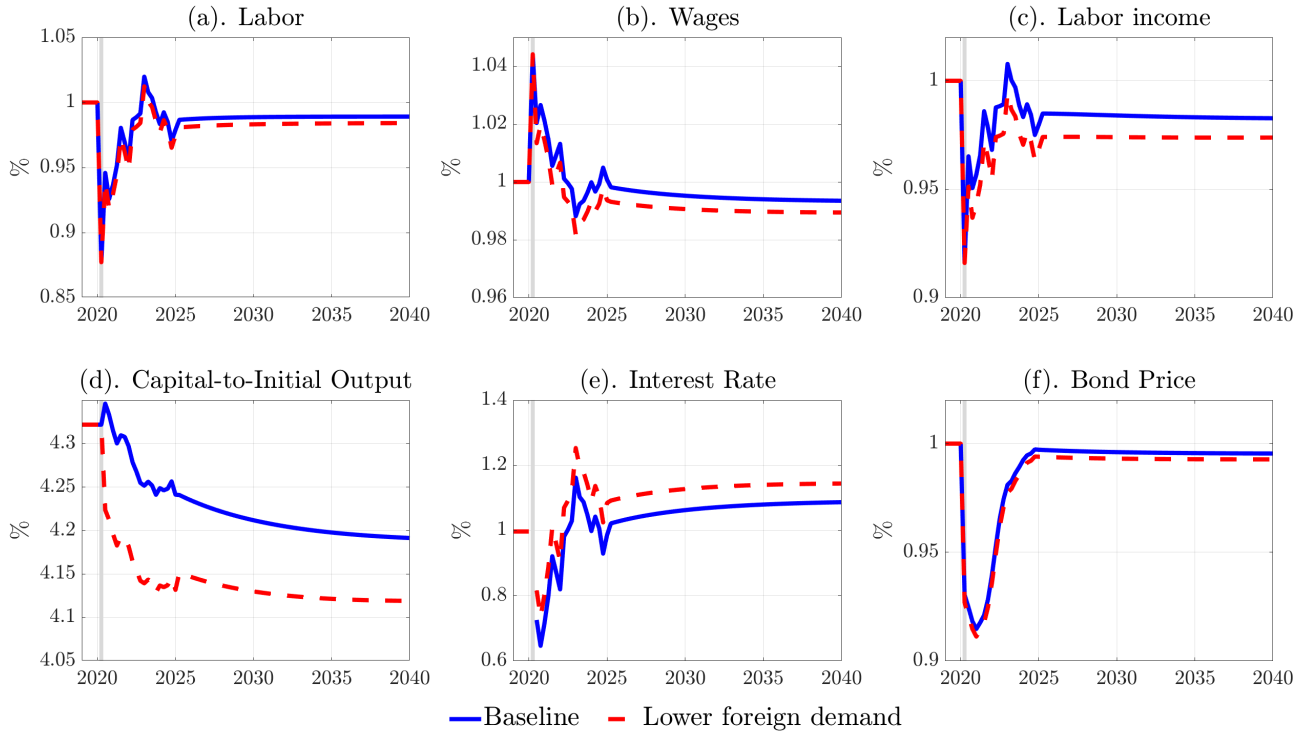 (a). Labor
1.05
1
0.95
0.9
0.85
%
2020 2025 2030 2035 2040
(b). Wages
1.04
1.02
1
0.98
0.96
%
2020 2025 2030 2035 2040
(c). Labor income
1
0.95
0.9
%
2020 2025 2030 2035 2040
(d). Capital-to-Initial Output
4.3
4.25
4.2
4.15
4.1
4.05
%
2020 2025 2030 2035 2040
(e). Interest Rate
1.4
1.2
1
0.8
0.6
%
2020 2025 2030 2035 2040
(f). Bond Price
1
0.95
0.9
%
2020 2025 2030 2035 2040
Baseline Lower foreign demand